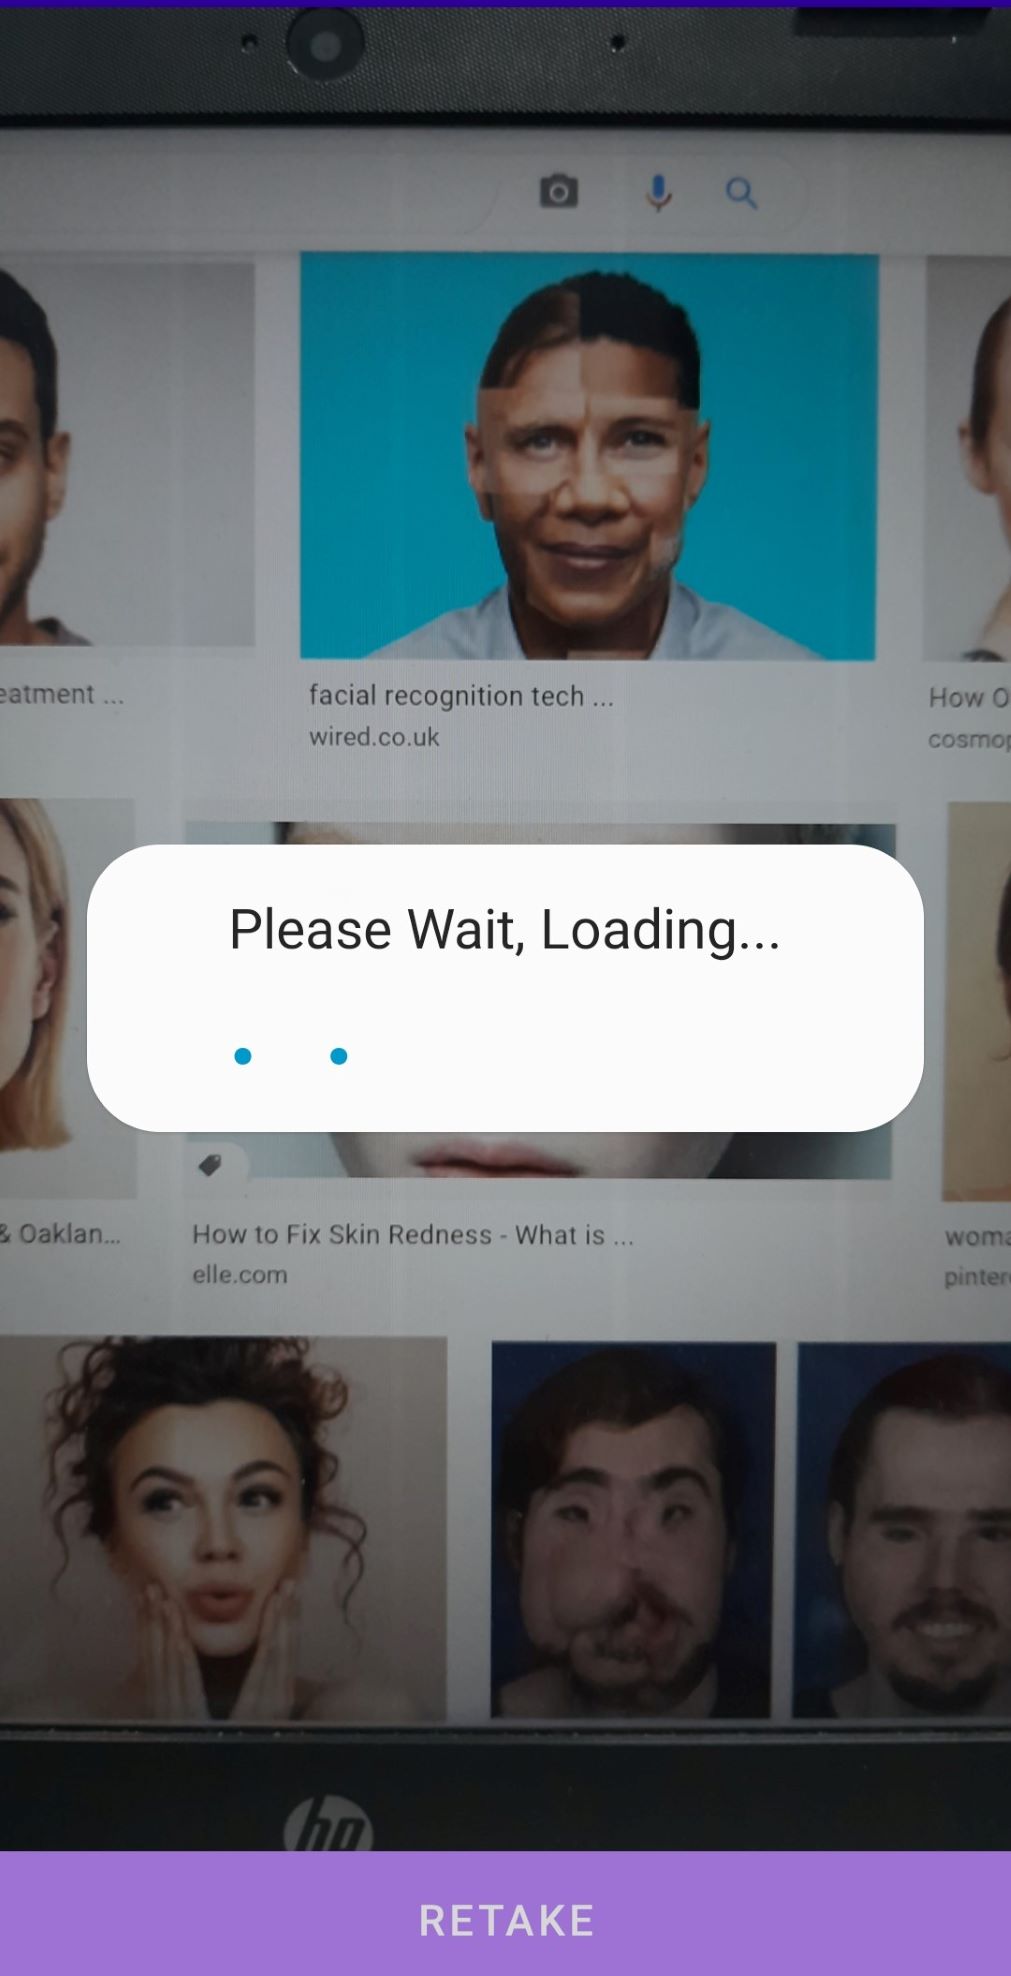 eatment ...
facial recognition tech ...
wired.co.uk
How O
cosmop
Please Wait, Loading...
& Oaklan...
How to Fix Skin Redness - What is ...
elle.com
woma
pinter
hp
RETAKE